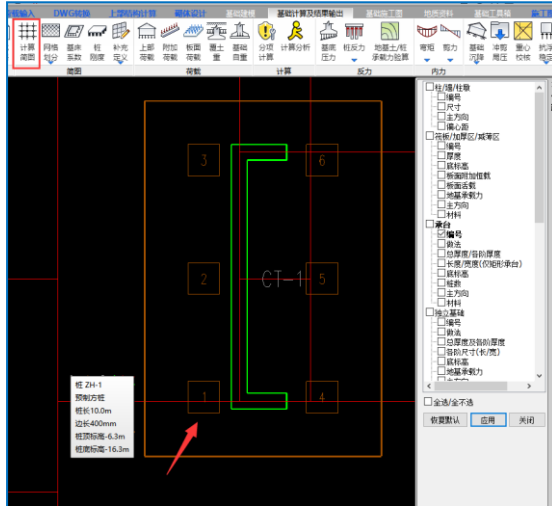 荷载输入 DWG转换 上部结构计算 砌体设计 基础建模 基础计算及结果输出 基础施工图 地质资料 基础工具箱 施工图
计算简图 网格划分 基床系数 桩刚度 补充定义 上部荷载 附加荷载 板面荷载 覆土重 基础自重 分项计算 计算分析 基底压力 桩反力 地基土/桩承载力验算 弯矩 剪力 基础沉降 冲剪局压 重心校核 抗浮稳定
简图 荷载 计算 反力 内力
柱/墙/柱墩
编号
尺寸
主方向
偏心距
筏板/加厚区/减薄区
编号
厚度
底标高
板面附加恒载
板面活载
地基承载力
主方向
材料
承台
编号
做法
总厚度/各阶厚度
长度/宽度(仅矩形承台)
底标高
桩数
主方向
材料
独立基础
编号
做法
总厚度及各阶厚度
各阶尺寸(长/宽)
底标高
地基承载力
主方向
全选/全不选
恢复默认 应用 关闭
3 6
2 CT-1 5
1 4
桩 ZH-1
预制方桩
桩长10.0m
边长400mm
桩顶标高-6.3m
桩底标高-16.3m